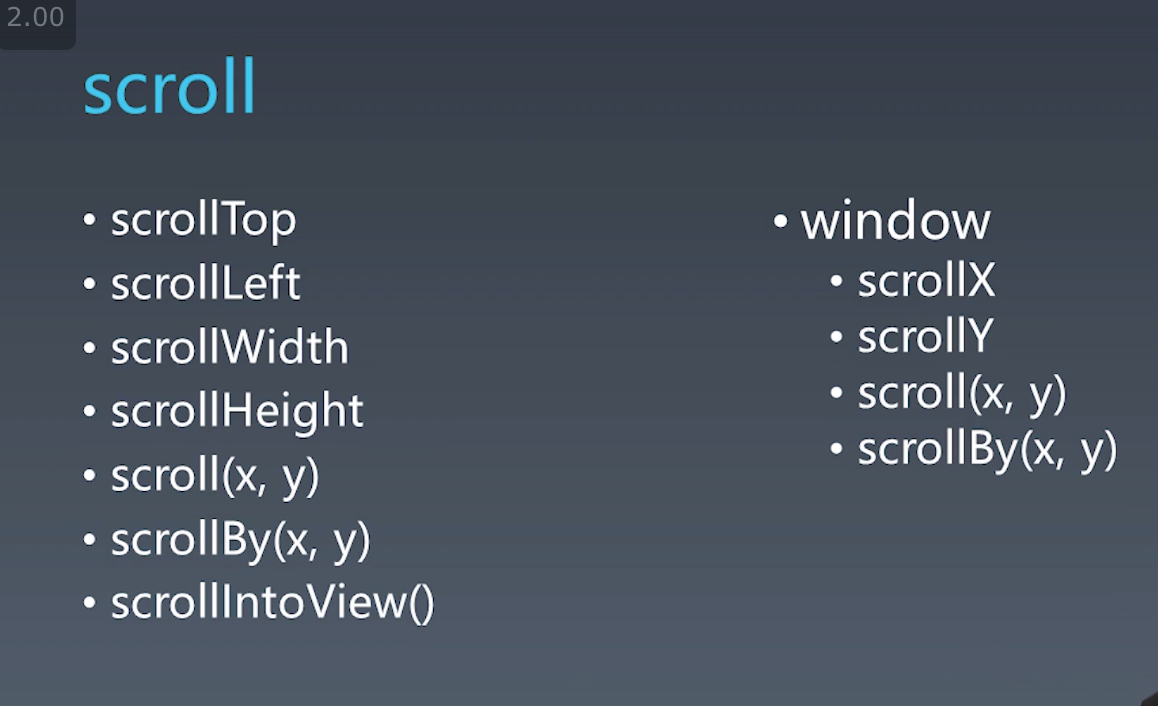 2.00
scroll
• scrollTop
• scrollLeft
• scrollWidth
• scrollHeight
• scroll(x, y)
• scrollBy(x, y)
• scrollIntoView()
• window
• scrollX
• scrollY
• scroll(x, y)
• scrollBy(x, y)